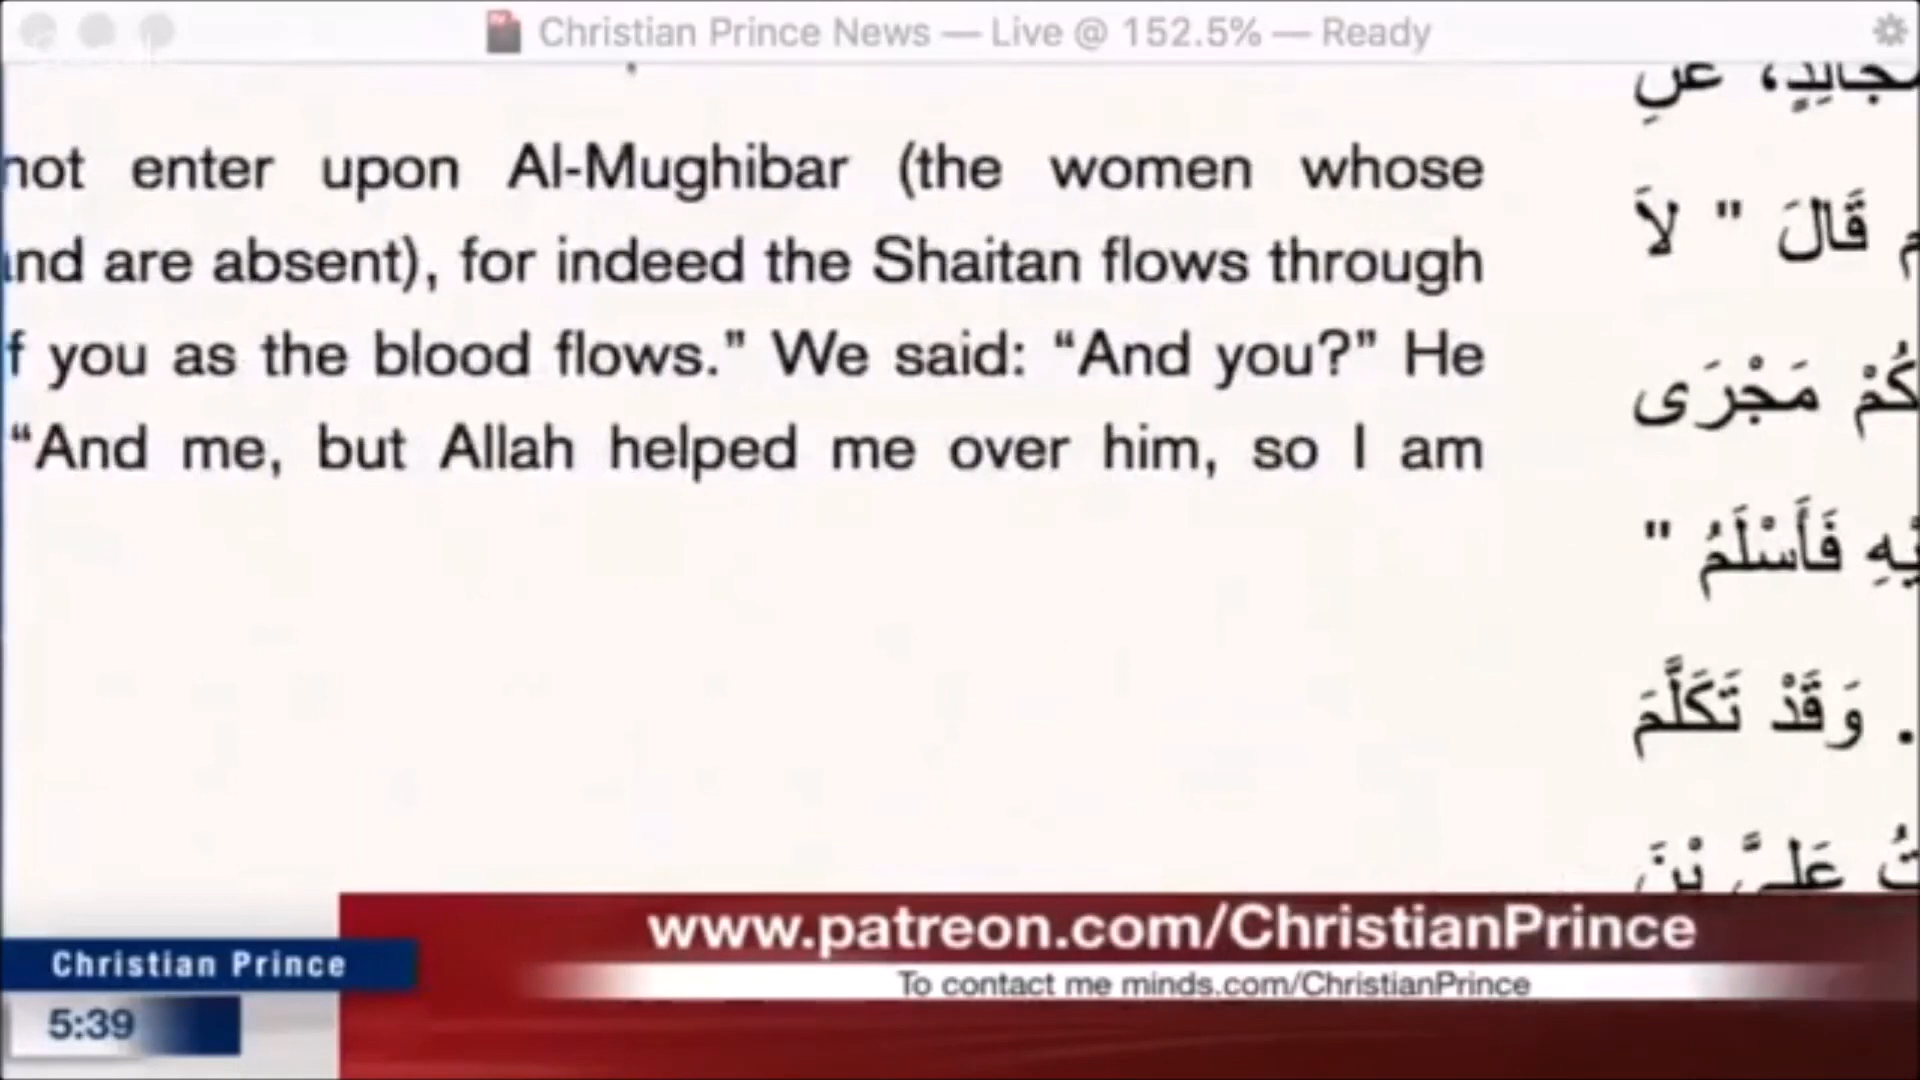 Christian Prince News — Live @ 152.5% — Ready
not enter upon Al-Mughibar (the women whose
and are absent), for indeed the Shaitan flows through
f you as the blood flows.” We said: “And you?” He
“And me, but Allah helped me over him, so I am
قَالَ " لاَ
كُمْ مَجْرَى
فَأَسْلَمُ "
. وَقَدْ تَكَلَّمَ
www.patreon.com/ChristianPrince
Christian Prince
To contact me minds.com/ChristianPrince
5:39